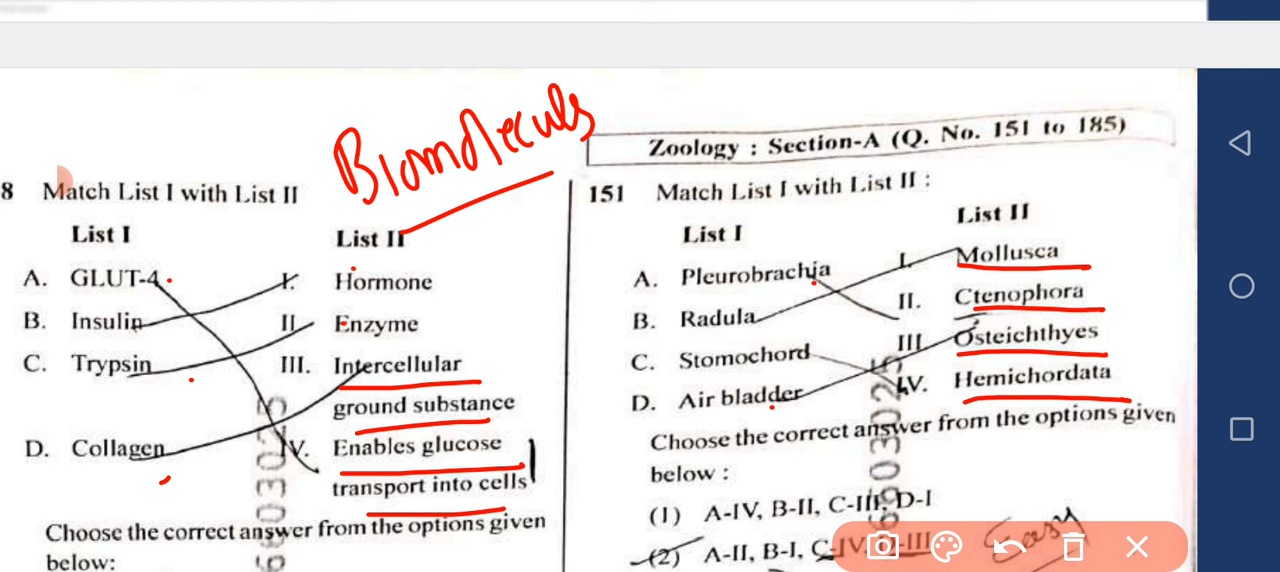 Biomolecules
Zoology : Section-A (Q. No. 151 to 185)
8 Match List I with List II
List I List II
A. GLUT-4 I. Hormone
B. Insulin II Enzyme
C. Trypsin III. Intercellular
ground substance
D. Collagen IV. Enables glucose
transport into cells
Choose the correct answer from the options given
below:
151 Match List I with List II :
List I List II
A. Pleurobrachia I. Mollusca
B. Radula II. Ctenophora
C. Stomochord III Osteichthyes
D. Air bladder IV. Hemichordata
Choose the correct answer from the options given
below :
(1) A-IV, B-II, C-III, D-I
(2) A-II, B-I, C-IV, D-III
Easy